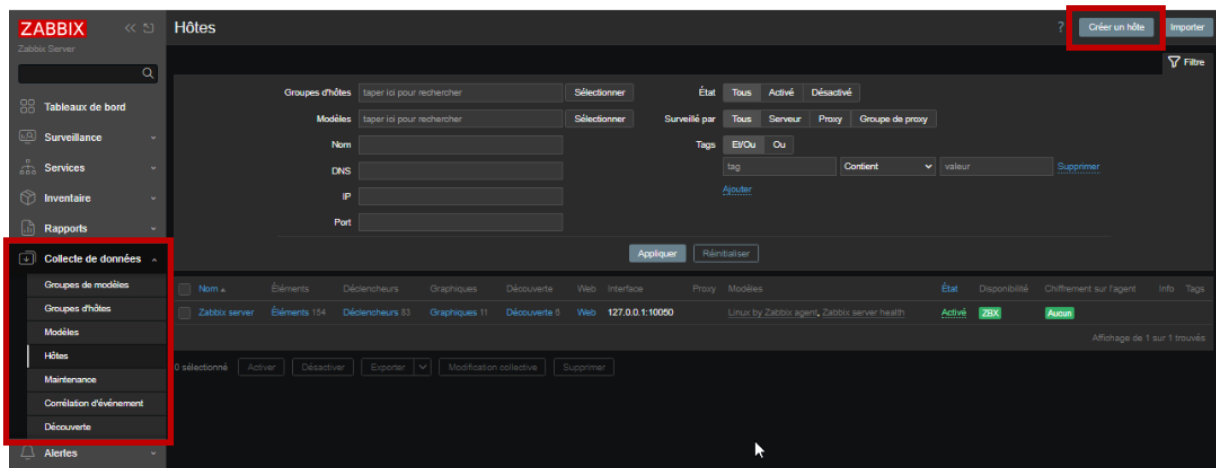 ZABBIX
Zabbix Server
Hôtes
? Créer un hôte Importer
Filtre
Tableaux de bord
Surveillance
Services
Inventaire
Rapports
Collecte de données
Groupes de modèles
Groupes d'hôtes
Modèles
Hôtes
Maintenance
Corrélation d'événement
Découverte
Alertes
Groupes d'hôtes taper ici pour rechercher Sélectionner
Modèles taper ici pour rechercher Sélectionner
Nom
DNS
IP
Port
État Tous Activé Désactivé
Surveillé par Tous Serveur Proxy Groupe de proxy
Tags Et/Ou Ou
tag Contient valeur Supprimer
Ajouter
Appliquer Réinitialiser
Nom Éléments Déclencheurs Graphiques Découverte Web Interface Proxy Modèles État Disponibilité Chiffrement sur l'agent Info Tags
Zabbix server Éléments 154 Déclencheurs 83 Graphiques 11 Découverte 6 Web 127.0.0.1:10050 Linux by Zabbix agent, Zabbix server health Activé ZBX Aucun
Affichage de 1 sur 1 trouvés
0 sélectionné Activer Désactiver Exporter Modification collective Supprimer